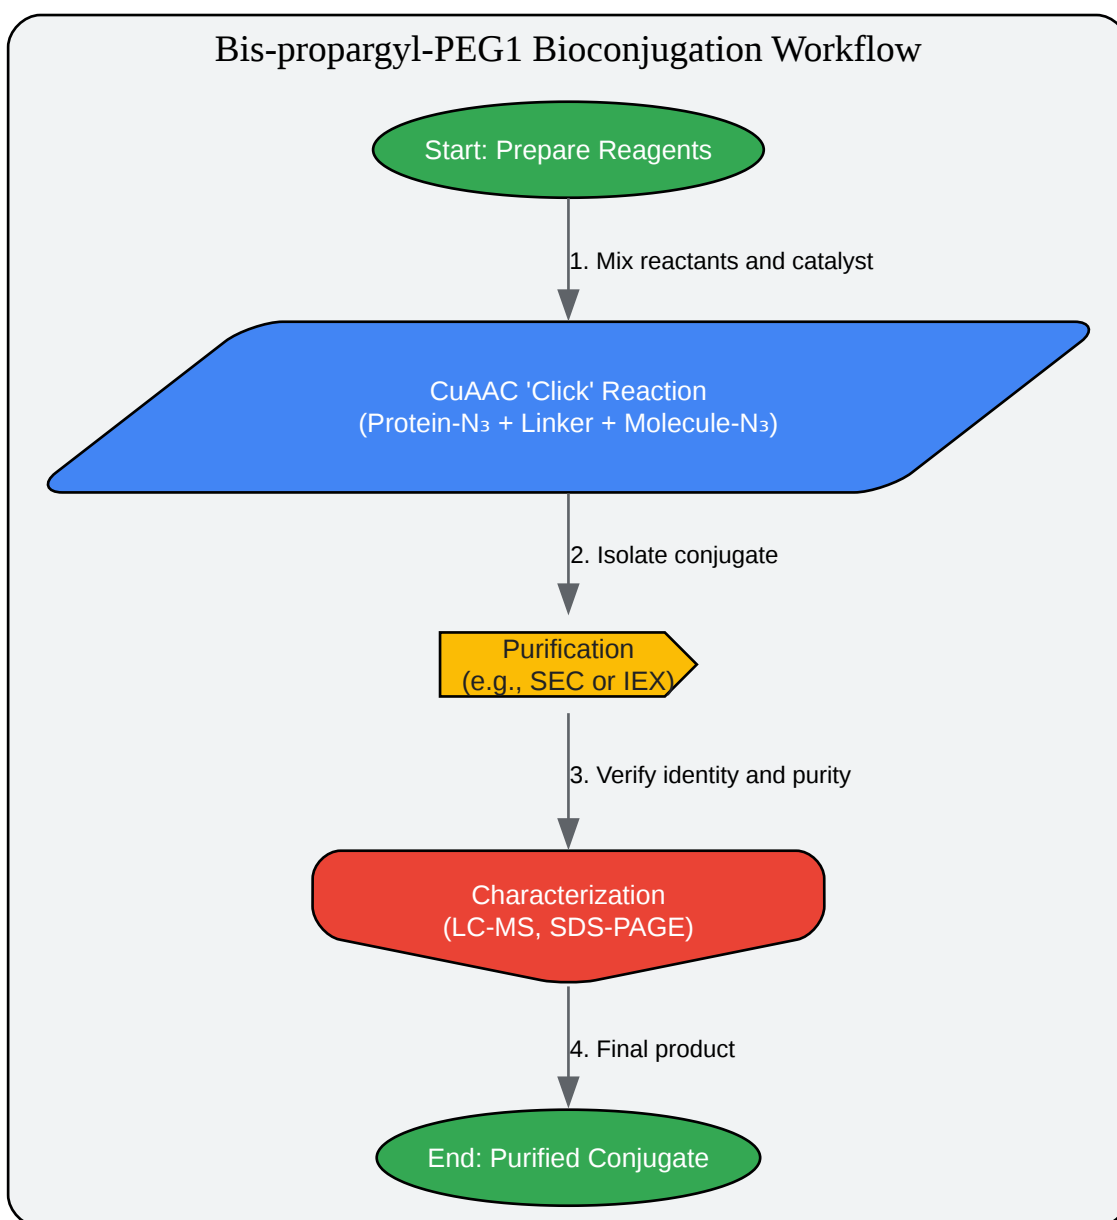 Bis-propargyl-PEG1 Bioconjugation Workflow
Start: Prepare Reagents
1. Mix reactants and catalyst
CuAAC 'Click' Reaction
(Protein-N₃ + Linker + Molecule-N₃)
2. Isolate conjugate
Purification
(e.g., SEC or IEX)
3. Verify identity and purity
Characterization
(LC-MS, SDS-PAGE)
4. Final product
End: Purified Conjugate